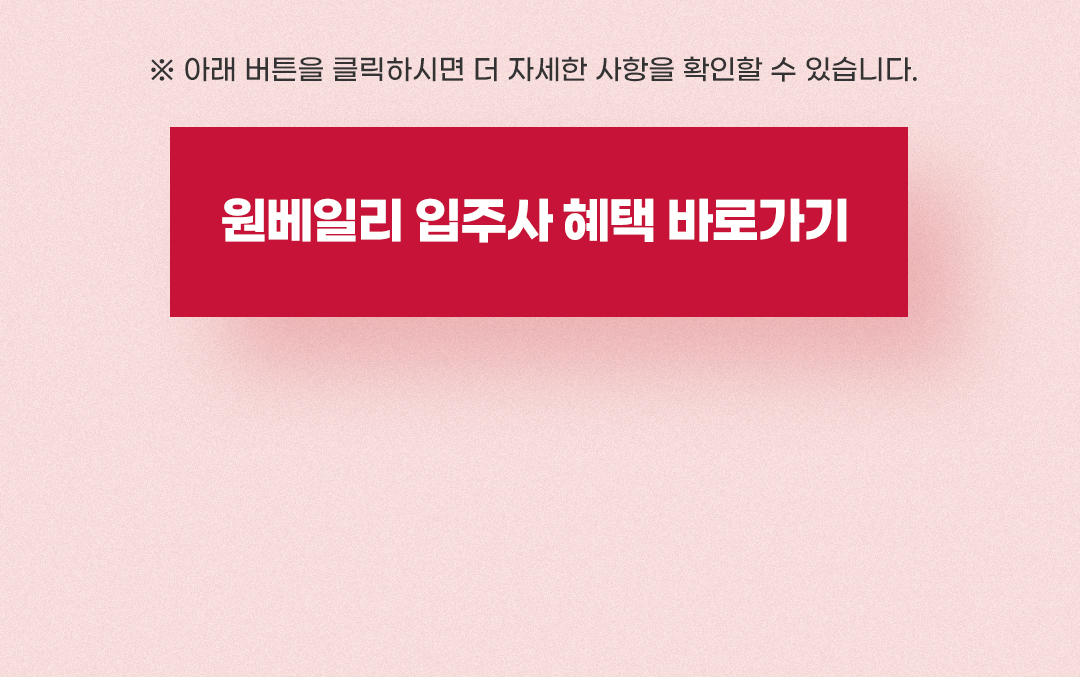 ※ 아래 버튼을 클릭하시면 더 자세한 사항을 확인할 수 있습니다.
원베일리 입주사 혜택 바로가기